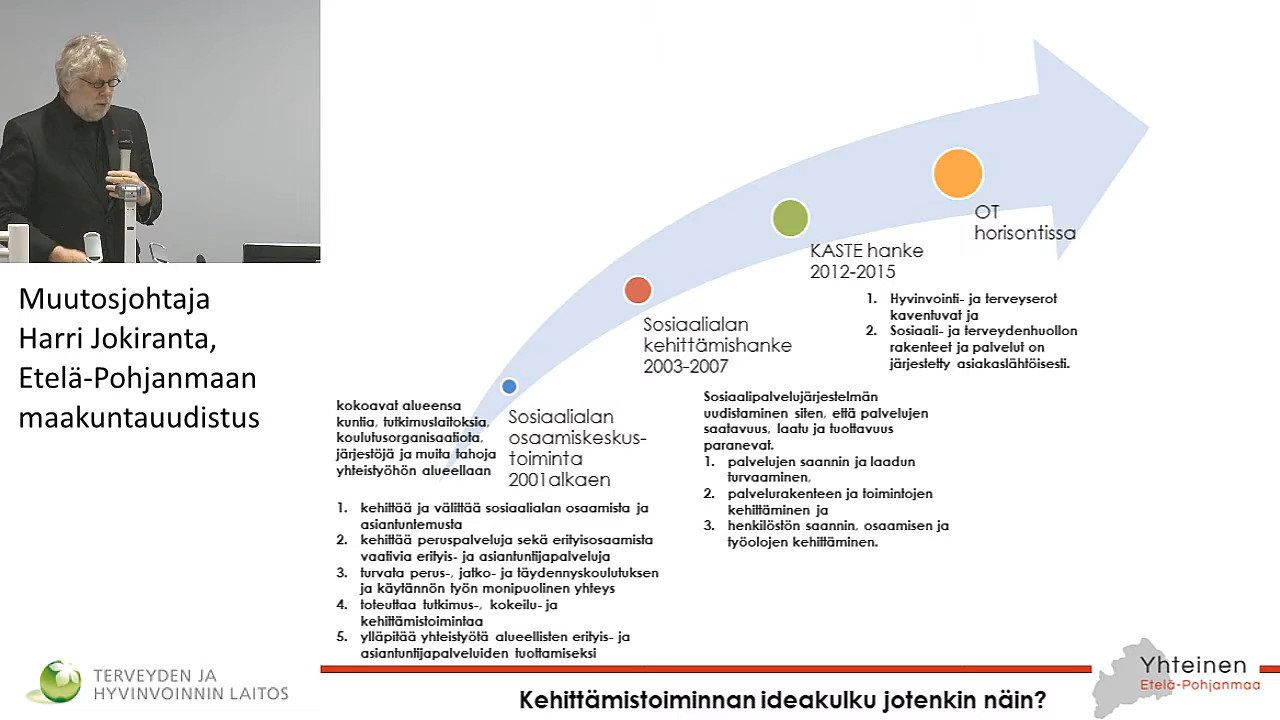 Muutosjohtaja
Harri Jokiranta,
Etelä-Pohjanmaan
maakuntauudistus
TERVEYDEN JA
HYVINVOINNIN LAITOS
kokoavat alueensa
kuntia, tutkimuslaitoksia,
koulutusorganisaatiota,
järjestöjä ja muita tahoja
yhteistyöhön alueellaan
Sosiaalialan
osaamiskeskus-
toiminta
2001alkaen
1. kehittää ja välittää sosiaalialan osaamista ja
asiantuntemusta
2. kehittää peruspalveluja sekä erityisosaamista
vaativia erityis- ja asiantuntijapalveluja
3. turvata perus-, jatko- ja täydennyskoulutuksen
ja käytännön työn monipuolinen yhteys
4. toteuttaa tutkimus-, kokeilu- ja
kehittämistoimintaa
5. ylläpitää yhteistyötä alueellisten erityis- ja
asiantuntijapalveluiden tuottamiseksi
Sosiaalialan
kehittämishanke
2003-2007
Sosiaalipalvelujärjestelmän
uudistaminen siten, että palvelujen
saatavuus, laatu ja tuottavuus
paranevat.
1. palvelujen saannin ja laadun
turvaaminen,
2. palvelurakenteen ja toimintojen
kehittäminen ja
3. henkilöstön saannin, osaamisen ja
työolojen kehittäminen.
KASTE hanke
2012-2015
1. Hyvinvointi- ja terveyserot
kaventuvat ja
2. Sosiaali- ja terveydenhuollon
rakenteet ja palvelut on
järjestetty asiakaslähtöisesti.
OT
horisontissa
Kehittämistoiminnan ideakulku jotenkin näin?
Yhteinen
Etelä-Pohjanmaa